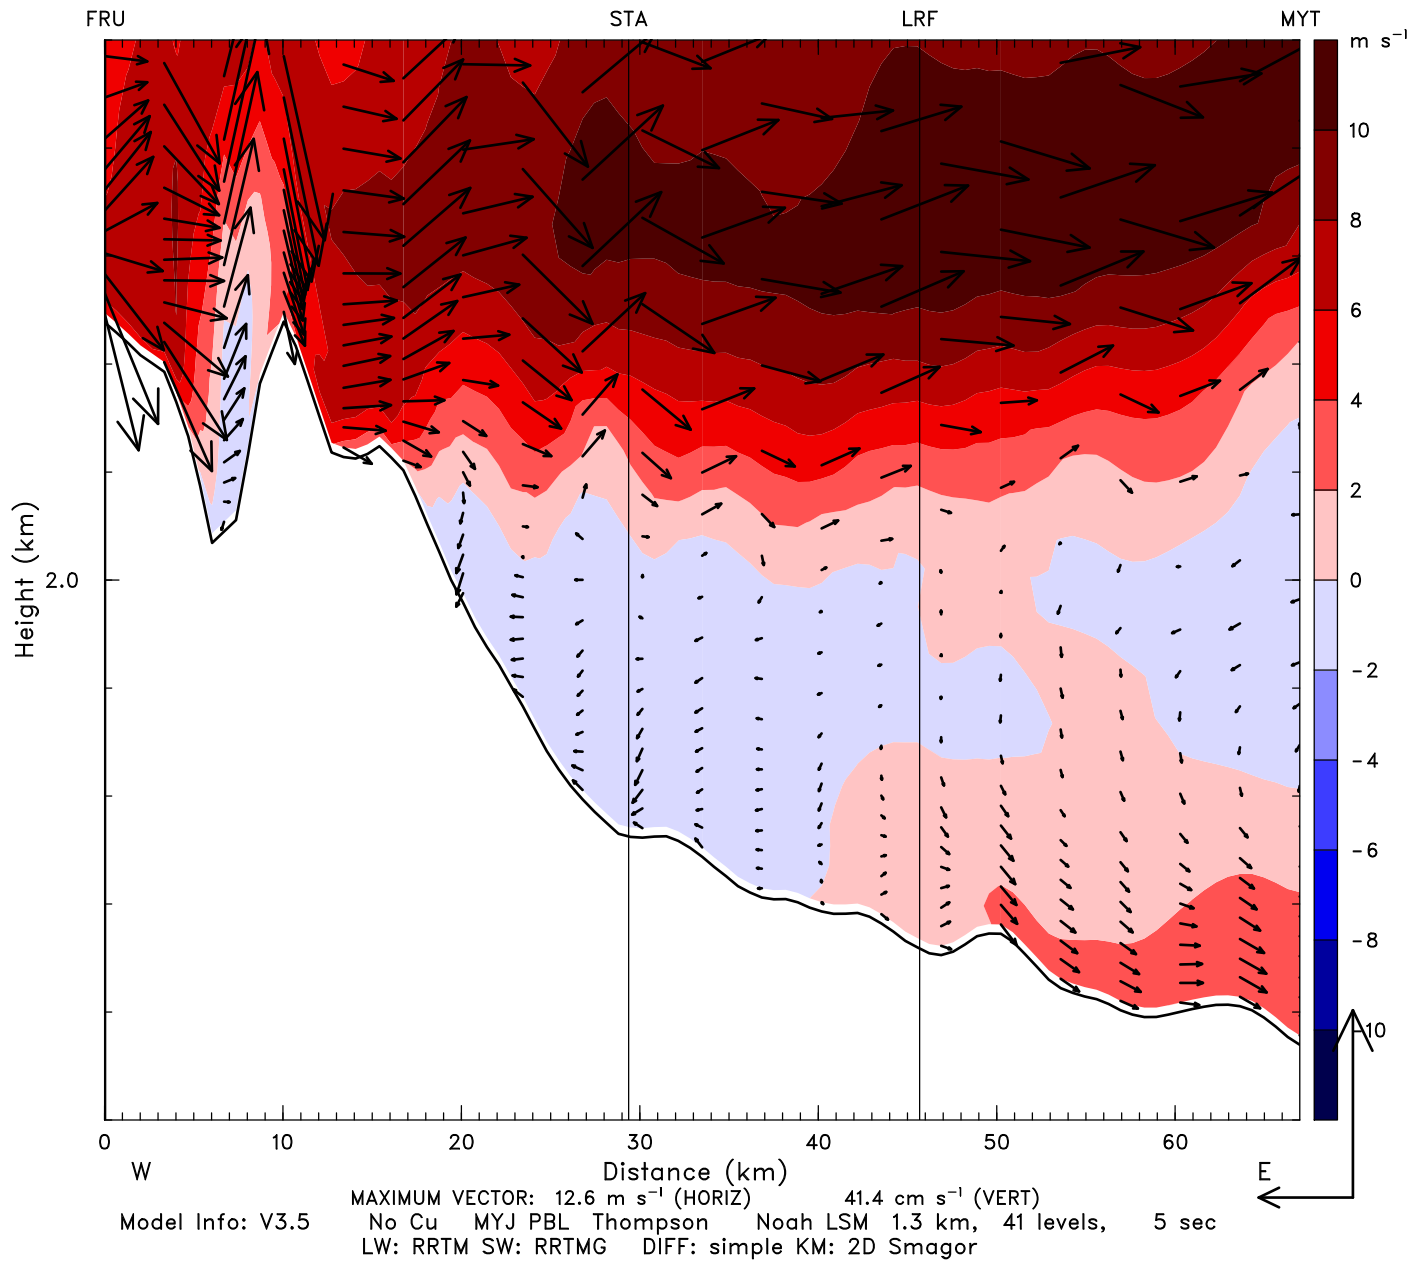 FRU STA LRF MYT
m s⁻¹
10
8
6
4
2
0
-2
-4
-6
-8
-10
Height (km)
2.0
0 10 20 30 40 50 60
W Distance (km) E
MAXIMUM VECTOR: 12.6 m s⁻¹ (HORIZ) 41.4 cm s⁻¹ (VERT)
Model Info: V3.5 No Cu MYJ PBL Thompson Noah LSM 1.3 km, 41 levels, 5 sec
LW: RRTM SW: RRTMG DIFF: simple KM: 2D Smagor